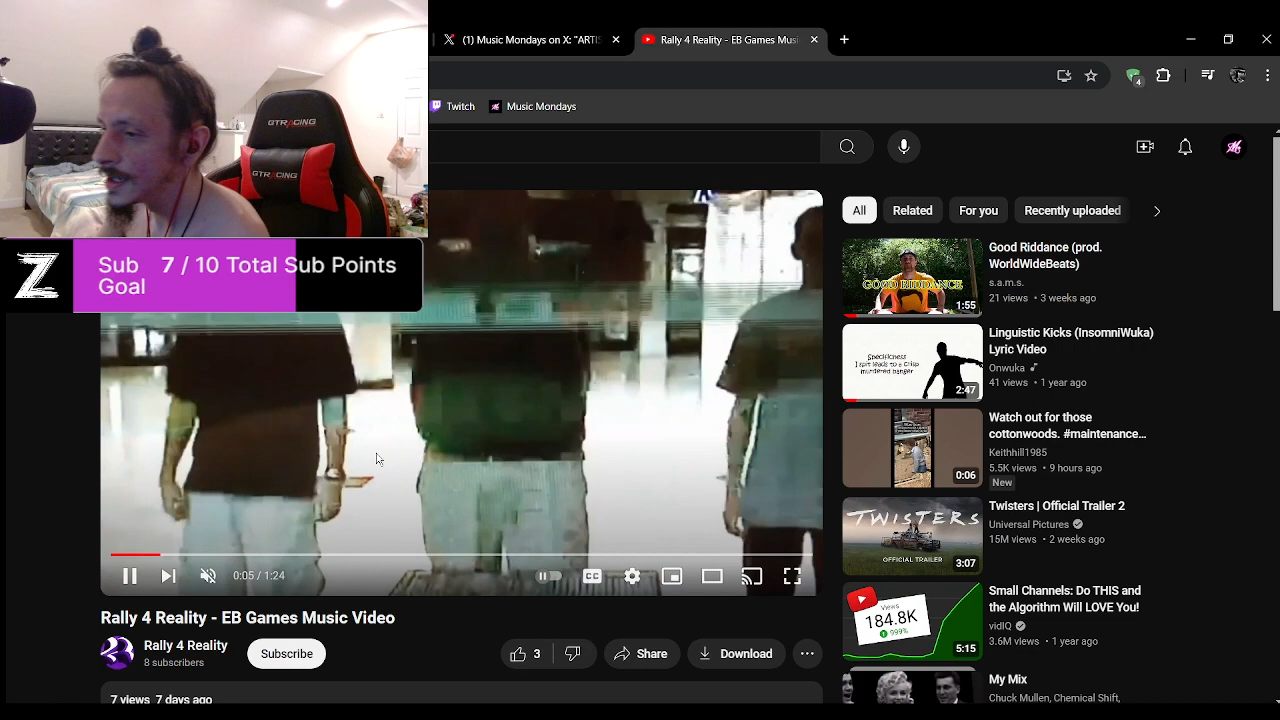 (1) Music Mondays on X: "ARTIS
Rally 4 Reality - EB Games Musi
4
Twitch
Music Mondays
GTRACING
GTRACING
Sub Goal
7 / 10 Total Sub Points
0:05 / 1:24
CC
Rally 4 Reality - EB Games Music Video
Rally 4 Reality
8 subscribers
Subscribe
3
Share
Download
7 views 7 days ago
All
Related
For you
Recently uploaded
GOOD RIDDANCE
1:55
Good Riddance (prod.
WorldWideBeats)
s.a.m.s.
21 views • 3 weeks ago
2:47
Linguistic Kicks (InsomniWuka)
Lyric Video
Onwuka
41 views • 1 year ago
0:06
Watch out for those
cottonwoods. #maintenance...
Keithhill1985
5.5K views • 9 hours ago
New
TWISTERS
OFFICIAL TRAILER
3:07
Twisters | Official Trailer 2
Universal Pictures
15M views • 2 weeks ago
Views
184.8K
999%
5:15
Small Channels: Do THIS and
the Algorithm Will LOVE You!
vidIQ
3.6M views • 1 year ago
My Mix
Chuck Mullen, Chemical Shift,